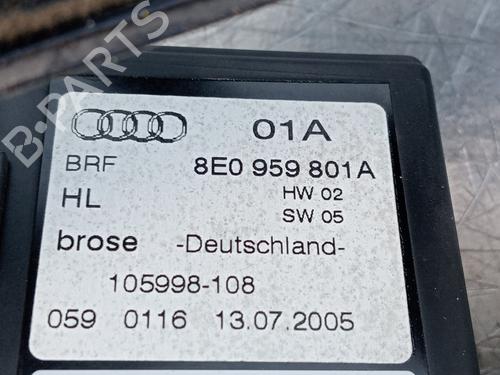 B-PARTS
01A
BRF 8E0 959 801A
HL HW 02
SW 05
brose -Deutschland-
105998-108
059 0116 13.07.2005